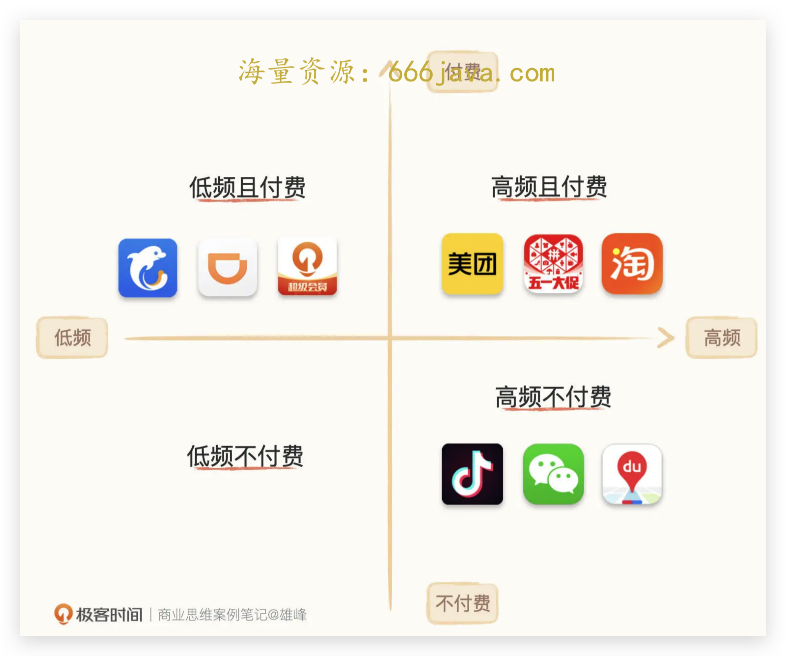 海量资源：666java.com
付费
低频且付费
高频且付费
美团
拼
五一大促
淘
超级会员
低频
高频
高频不付费
低频不付费
du
不付费
极客时间|商业思维案例笔记@雄峰